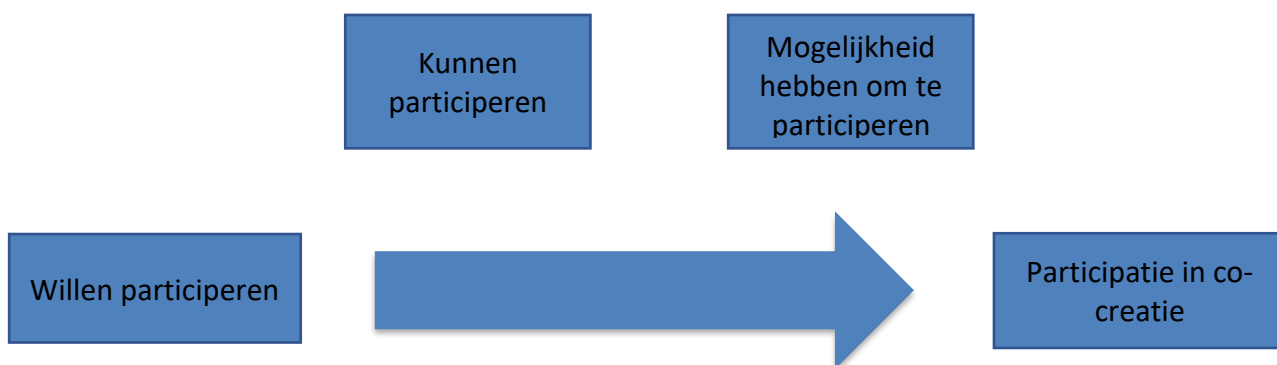 Kunnen
participeren
Mogelijkheid
hebben om te
participeren
Willen participeren
Participatie in co-
creatie